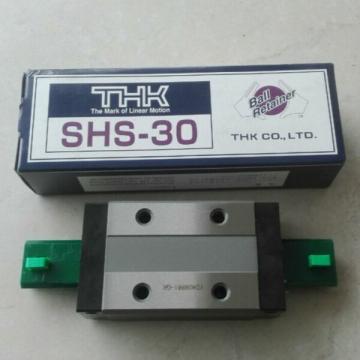 THK
The Mark of Linear Motion
SHS-30
Ball
Retainer
THK CO., LTD.